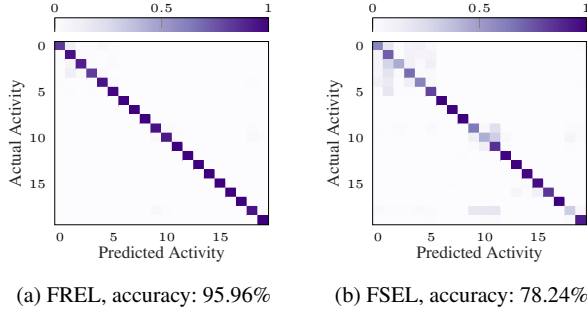 0 0.5 1
0 0.5 1
0
5
10
15
Actual Activity
0 5 10 15
Predicted Activity
0
5
10
15
Actual Activity
0 5 10 15
Predicted Activity
(a) FREL, accuracy: 95.96%
(b) FSEL, accuracy: 78.24%